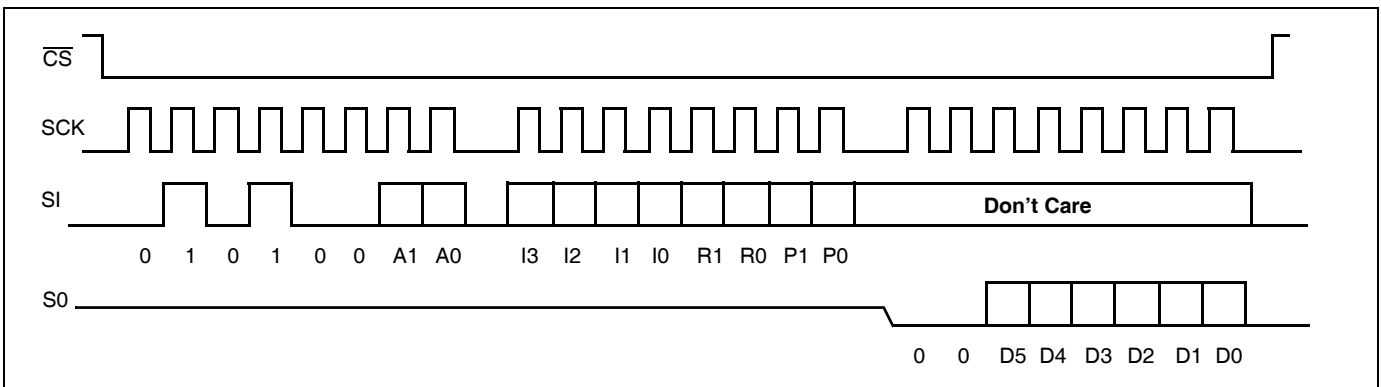 CS
SCK
SI
Don't Care
0 1 0 1 0 0 A1 A0 I3 I2 I1 I0 R1 R0 P1 P0
S0
0 0 D5 D4 D3 D2 D1 D0